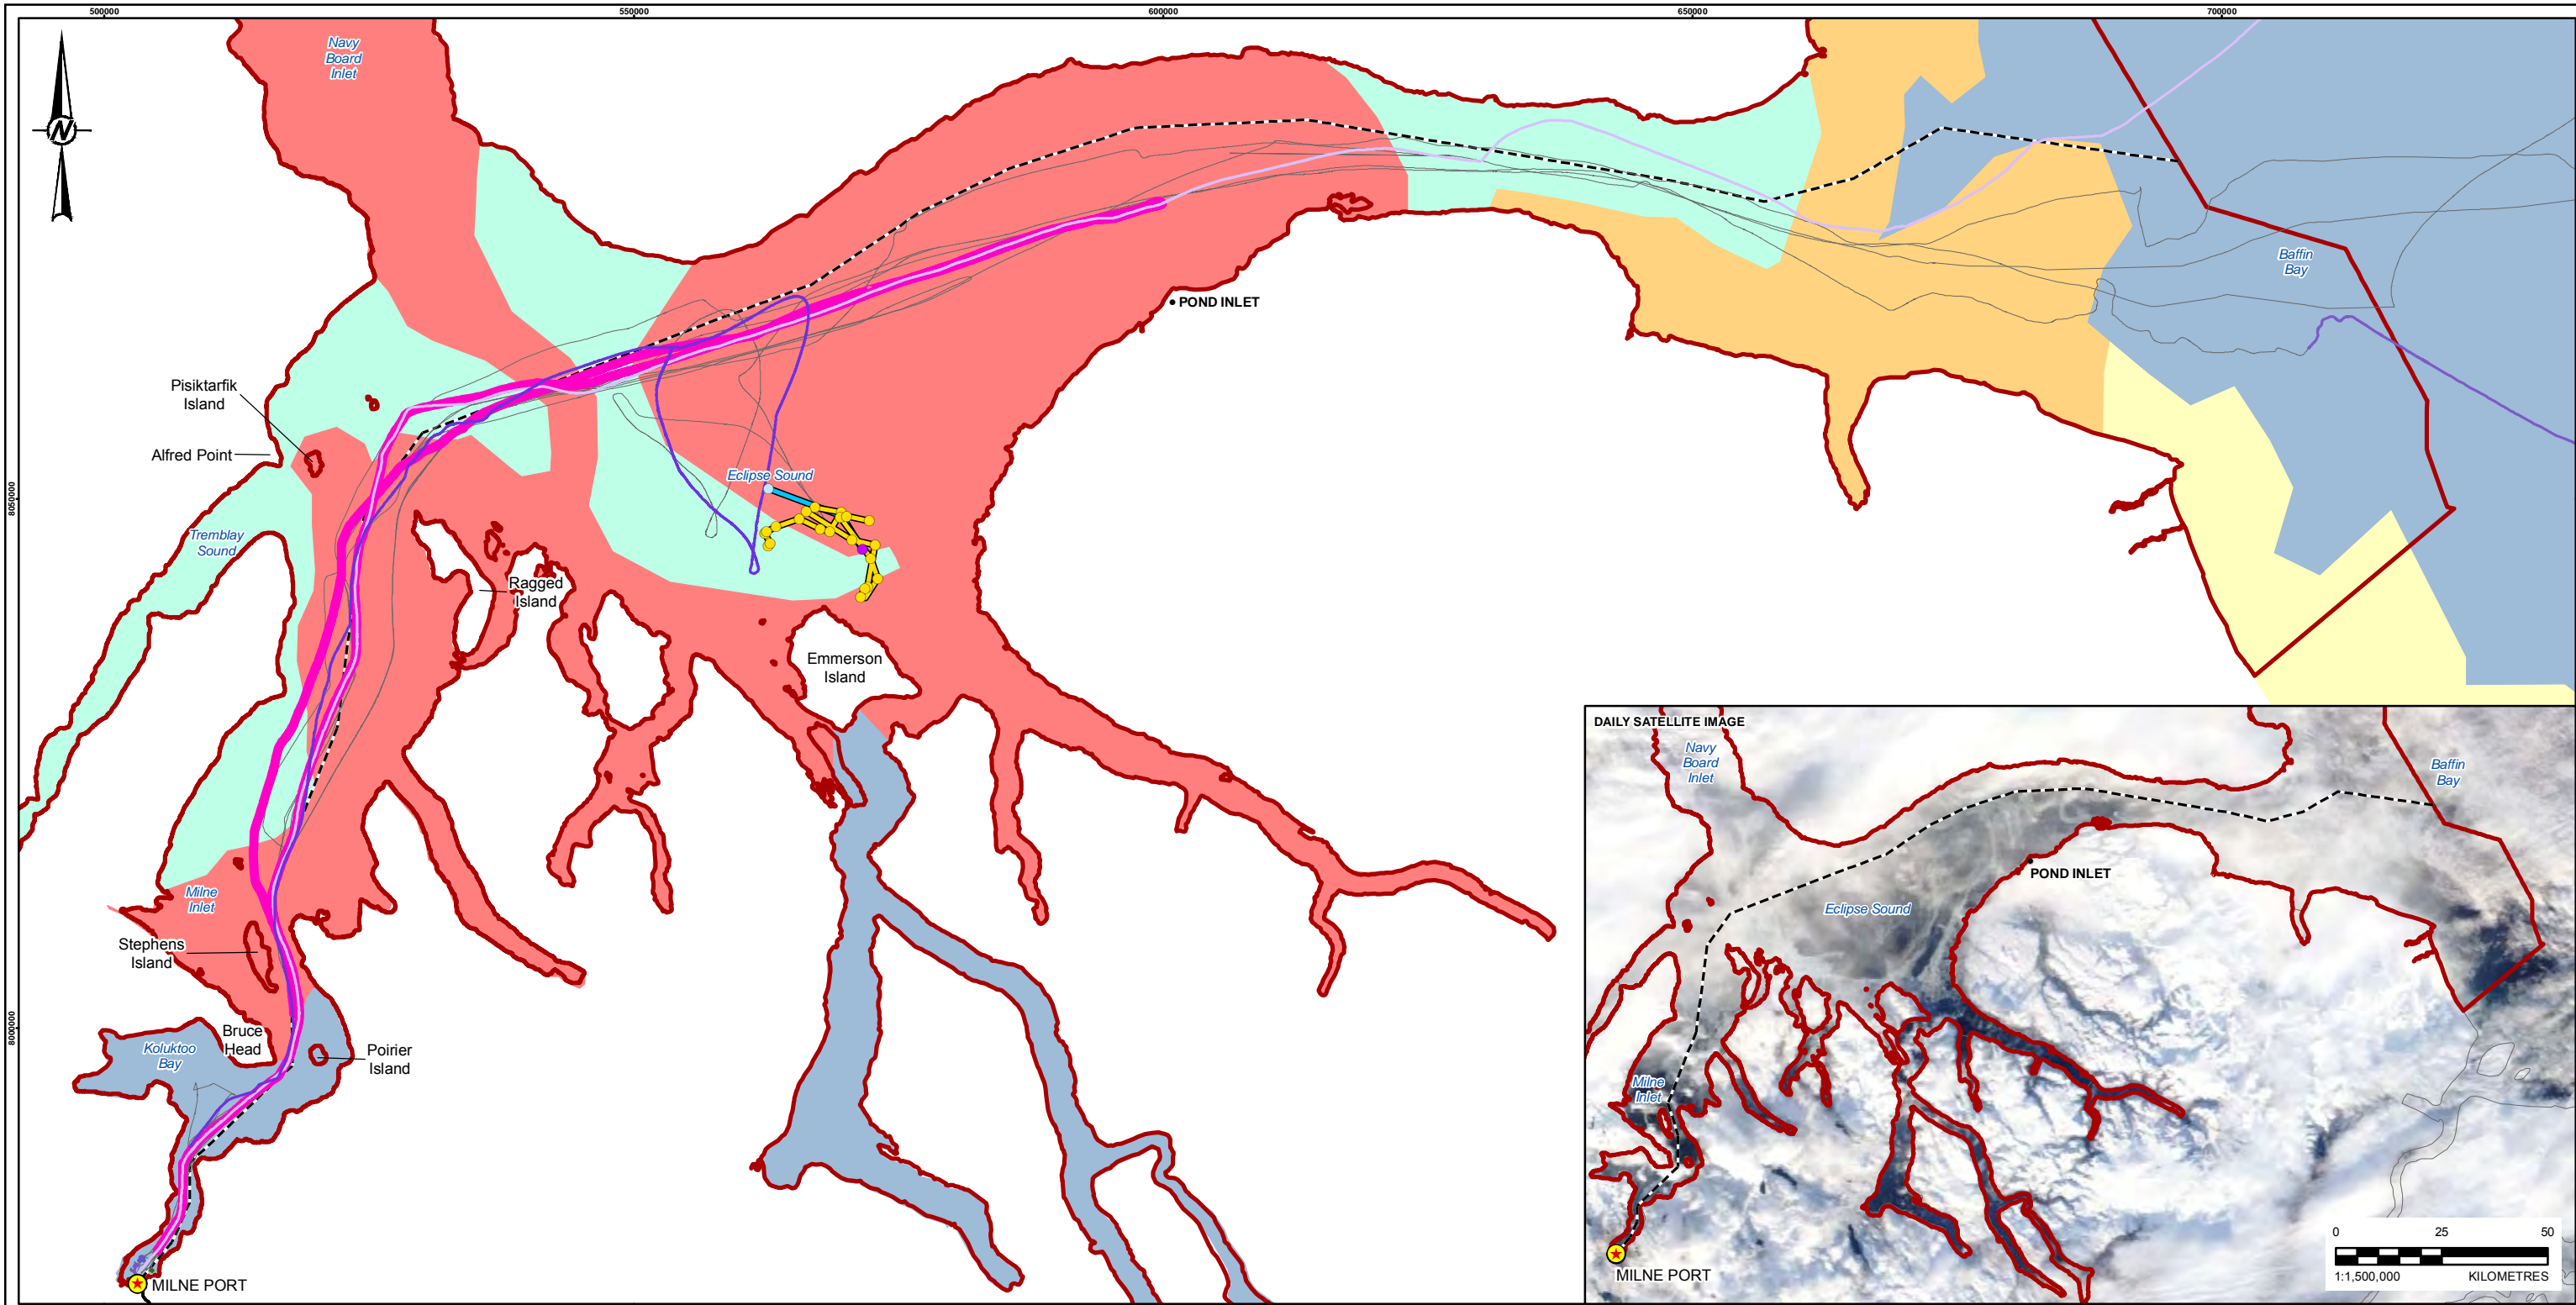 500000
550000
600000
650000
700000
Navy
Board
Inlet
N
POND INLET
Baffin
Bay
Pisiktarfik
Island
Alfred Point
Eclipse Sound
8050000
Tremblay
Sound
Ragged
Island
Emmerson
Island
Milne
Inlet
Stephens
Island
8000000
Bruce
Head
Koluktoo
Bay
Poirier
Island
MILNE PORT
DAILY SATELLITE IMAGE
Navy
Board
Inlet
Baffin
Bay
POND INLET
Eclipse Sound
Milne
Inlet
MILNE PORT
0 25 50
1:1,500,000 KILOMETRES